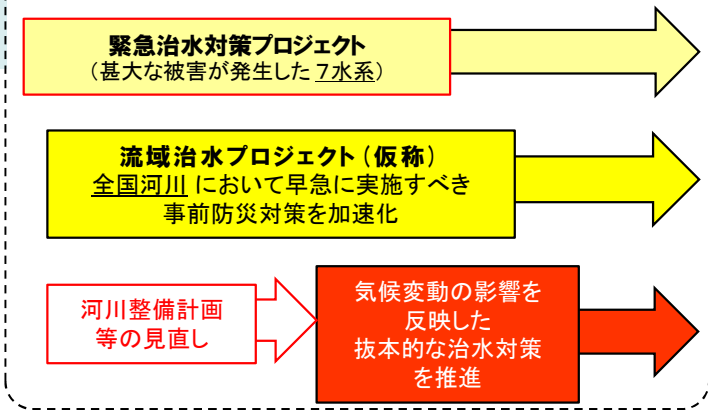 緊急治水対策プロジェクト
（甚大な被害が発生した 7水系）
流域治水プロジェクト（仮称）
全国河川 において早急に実施すべき
事前防災対策を加速化
河川整備計画
等の見直し
気候変動の影響を
反映した
抜本的な治水対策
を推進